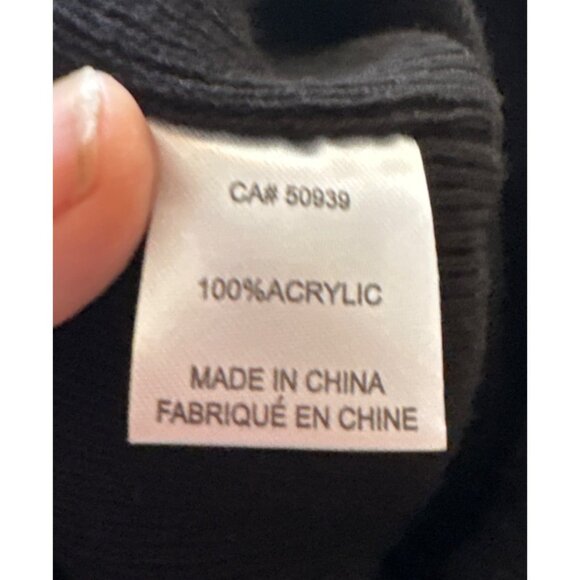 CA# 50939
100%ACRYLIC
MADE IN CHINA
FABRIQUÉ EN CHINE